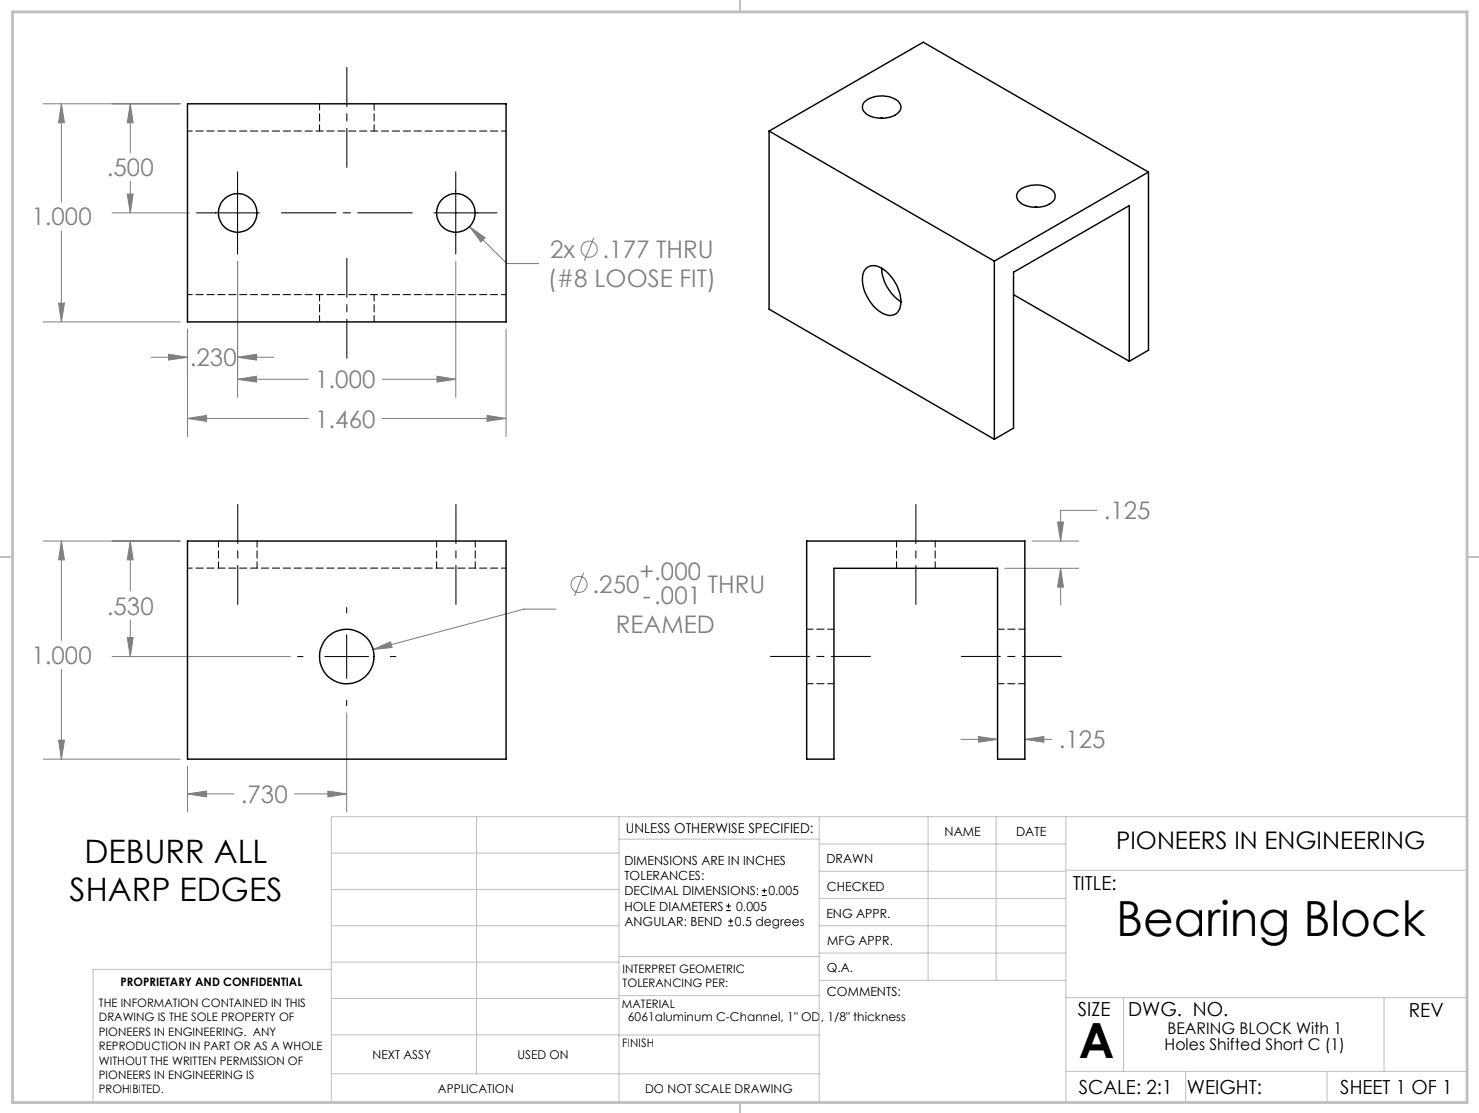 .500
1.000
2x ∅ .177 THRU
(#8 LOOSE FIT)
.230
1.000
1.460
.125
.530
1.000
∅ .250 +.000 -.001 THRU
REAMED
.125
.730
DEBURR ALL
SHARP EDGES
PROPRIETARY AND CONFIDENTIAL
THE INFORMATION CONTAINED IN THIS
DRAWING IS THE SOLE PROPERTY OF
PIONEERS IN ENGINEERING. ANY
REPRODUCTION IN PART OR AS A WHOLE
WITHOUT THE WRITTEN PERMISSION OF
PIONEERS IN ENGINEERING IS
PROHIBITED.
NEXT ASSY
USED ON
APPLICATION
UNLESS OTHERWISE SPECIFIED:
DIMENSIONS ARE IN INCHES
TOLERANCES:
DECIMAL DIMENSIONS: ±0.005
HOLE DIAMETERS ± 0.005
ANGULAR: BEND ±0.5 degrees
INTERPRET GEOMETRIC
TOLERANCING PER:
MATERIAL
6061aluminum C-Channel, 1" OD, 1/8" thickness
FINISH
DO NOT SCALE DRAWING
NAME
DATE
DRAWN
CHECKED
ENG APPR.
MFG APPR.
Q.A.
COMMENTS:
PIONEERS IN ENGINEERING
TITLE:
Bearing Block
SIZE
A
DWG. NO.
BEARING BLOCK With 1
Holes Shifted Short C (1)
REV
SCALE: 2:1
WEIGHT:
SHEET 1 OF 1